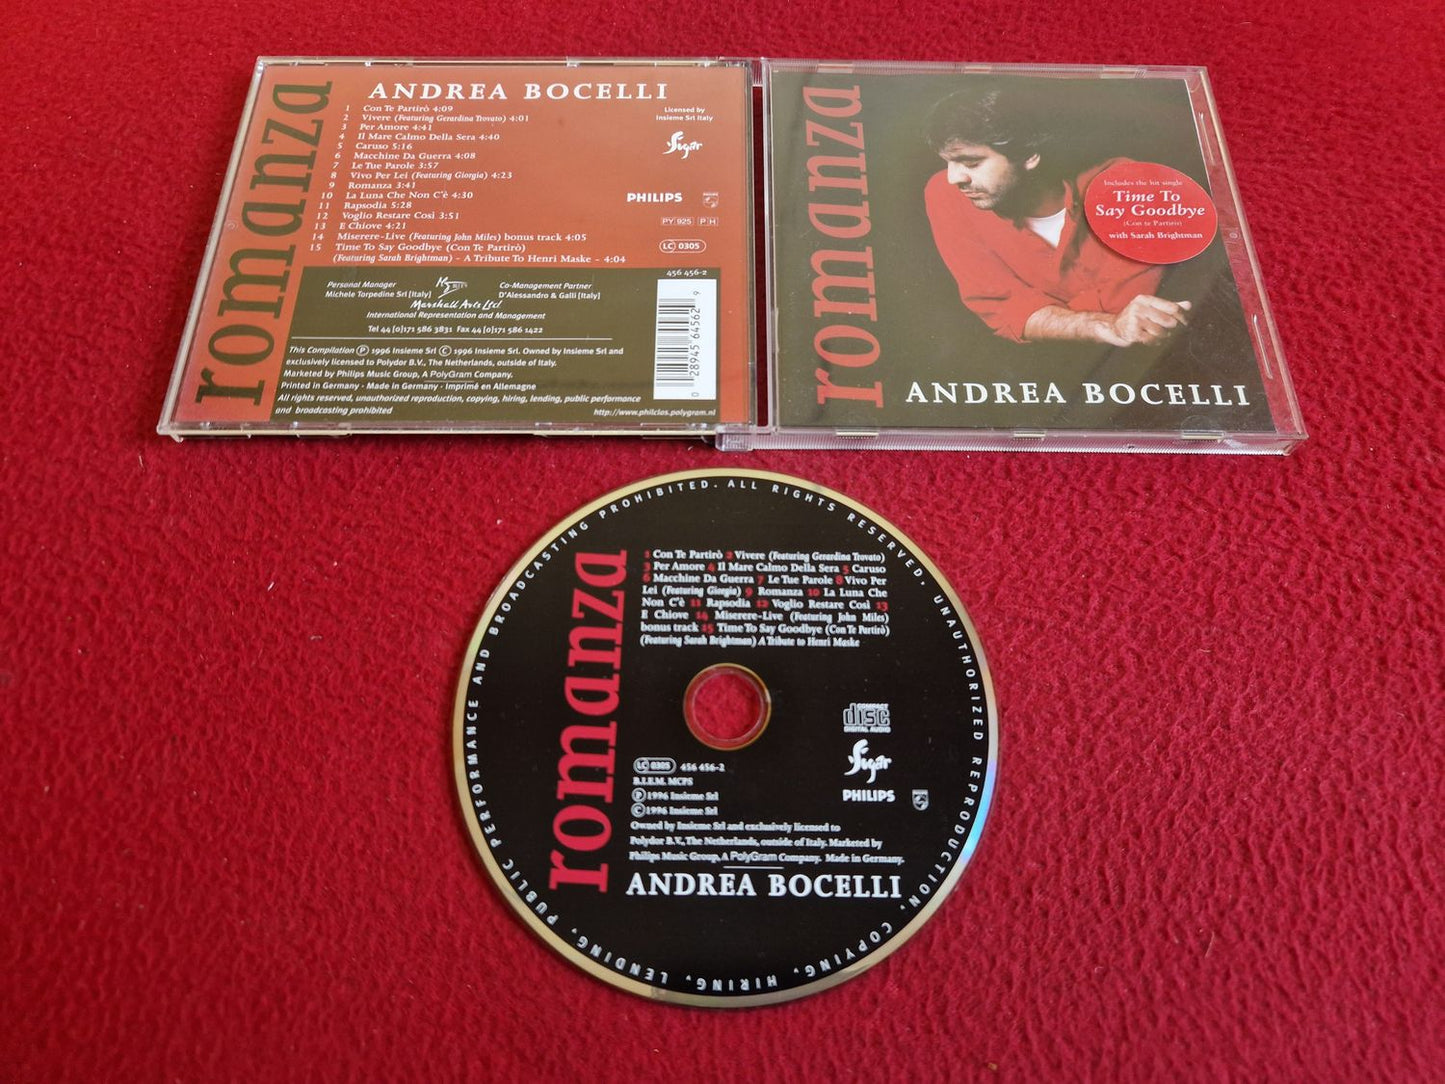 romanza
ANDREA BOCELLI
1 Con Te Partirò 4:09
2 Vivere (Featuring Gerardina Trovato) 4:01
3 Per Amore 4:41
4 Il Mare Calmo Della Sera 4:40
5 Caruso 5:16
6 Macchine Da Guerra 4:08
7 Le Tue Parole 3:57
8 Vivo Per Lei (Featuring Giorgia) 4:23
9 Romanza 3:41
10 La Luna Che Non C'è 4:30
11 Rapsodia 5:28
12 Voglio Restare Così 3:51
13 E Chiove 4:21
14 Miserere-Live (Featuring John Miles) bonus track 4:05
15 Time To Say Goodbye (Con Te Partirò)
(Featuring Sarah Brightman) - A Tribute To Henri Maske - 4:04
Licensed by
Insieme Srl Italy
Sugar
PHILIPS
PY 925 P H
LC 0305
456 456-2
Personal Manager
Michele Torpedine Srl [Italy]
Co-Management Partner
D'Alessandro & Galli [Italy]
Marshall Arts Ltd
International Representation and Management
Tel 44 [0]171 586 3831 Fax 44 [0]171 586 1422
This Compilation Ⓟ 1996 Insieme Srl Ⓒ 1996 Insieme Srl. Owned by Insieme Srl and
exclusively licensed to Polydor B.V., The Netherlands, outside of Italy.
Marketed by Philips Music Group, A PolyGram Company.
Printed in Germany - Made in Germany - Imprimé en Allemagne
All rights reserved, unauthorized reproduction, copying, hiring, lending, public performance
and broadcasting prohibited
http://www.philclas.polygram.nl
0 28945 64562 9
romanza
Includes the hit single
Time To
Say Goodbye
(Con te Partirò)
with Sarah Brightman
ANDREA BOCELLI
ALL RIGHTS RESERVED. UNAUTHORIZED REPRODUCTION, COPYING, HIRING, LENDING, PUBLIC PERFORMANCE AND BROADCASTING PROHIBITED.
romanza
1 Con Te Partirò 2 Vivere (Featuring Gerardina Trovato)
3 Per Amore 4 Il Mare Calmo Della Sera 5 Caruso
6 Macchine Da Guerra 7 Le Tue Parole 8 Vivo Per
Lei (Featuring Giorgia) 9 Romanza 10 La Luna Che
Non C'è 11 Rapsodia 12 Voglio Restare Così 13
E Chiove 14 Miserere-Live (Featuring John Miles)
bonus track 15 Time To Say Goodbye (Con Te Partirò)
(Featuring Sarah Brightman) A Tribute to Henri Maske
COMPACT
disc
DIGITAL AUDIO
Sugar
PHILIPS
LC 0305 456 456-2
B.I.E.M. MCPS
Ⓟ 1996 Insieme Srl
Ⓒ 1996 Insieme Srl
Owned by Insieme Srl and exclusively licensed to
Polydor B.V., The Netherlands, outside of Italy. Marketed by
Philips Music Group, A PolyGram Company. Made in Germany.
ANDREA BOCELLI